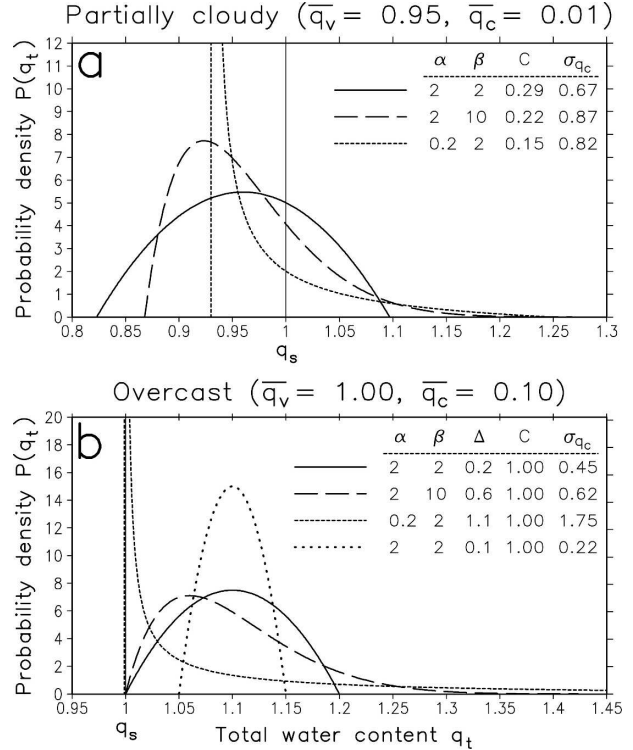 Partially cloudy (q̅v̅ = 0.95, q̅c̅ = 0.01)
a
Probability density P(qₜ)
12
11
10
9
8
7
6
5
4
3
2
1
0
α β C σ_qc
2 2 0.29 0.67
2 10 0.22 0.87
0.2 2 0.15 0.82
0.8 0.85 0.9 0.95 1 1.05 1.1 1.15 1.2 1.25 1.3
qₛ
Overcast (q̅v̅ = 1.00, q̅c̅ = 0.10)
b
Probability density P(qₜ)
20
18
16
14
12
10
8
6
4
2
0
α β Δ C σ_qc
2 2 0.2 1.00 0.45
2 10 0.6 1.00 0.62
0.2 2 1.1 1.00 1.75
2 2 0.1 1.00 0.22
0.95 1 1.05 1.1 1.15 1.2 1.25 1.3 1.35 1.4 1.45
qₛ Total water content qₜ